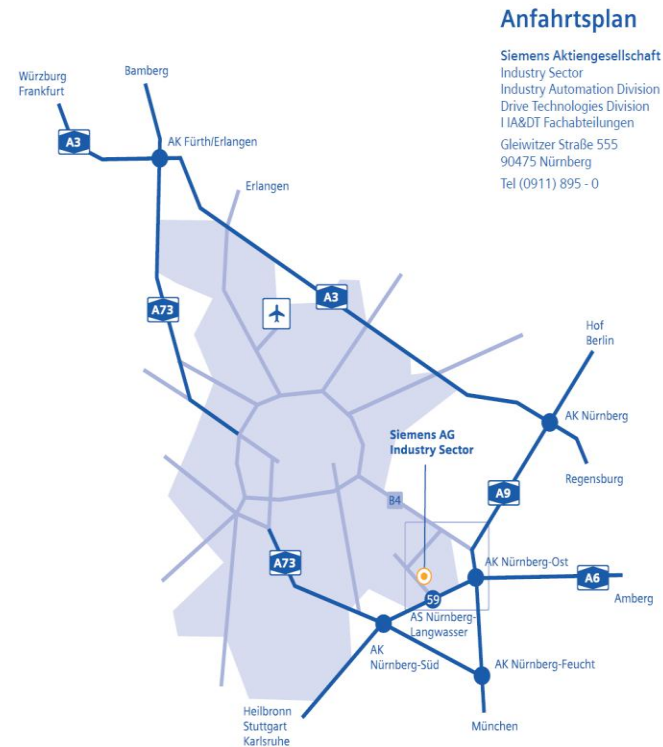 Anfahrtsplan
Siemens Aktiengesellschaft
Industry Sector
Industry Automation Division
Drive Technologies Division
I IA&DT Fachabteilungen
Gleiwitzer Straße 555
90475 Nürnberg
Tel (0911) 895 - 0
Würzburg
Frankfurt
Bamberg
A3
AK Fürth/Erlangen
Erlangen
A73
A3
Hof
Berlin
AK Nürnberg
Regensburg
Siemens AG
Industry Sector
B4
A9
A73
AK Nürnberg-Ost
A6
Amberg
59
AS Nürnberg-
Langwasser
AK
Nürnberg-Süd
AK Nürnberg-Feucht
Heilbronn
Stuttgart
Karlsruhe
München